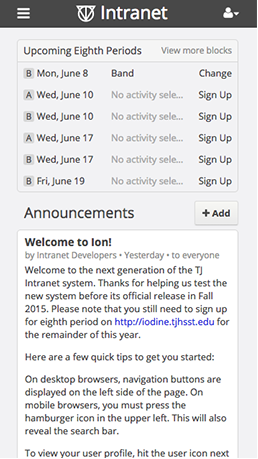 Intranet
Upcoming Eighth Periods View more blocks
B Mon, June 8 Band Change
A Wed, June 10 No activity sele... Sign Up
B Wed, June 10 No activity sele... Sign Up
A Wed, June 17 No activity sele... Sign Up
B Wed, June 17 No activity sele... Sign Up
B Fri, June 19 No activity sele... Sign Up
Announcements + Add
Welcome to Ion!
by Intranet Developers • Yesterday • to everyone
Welcome to the next generation of the TJ
Intranet system. Thanks for helping us test the
new system before its official release in Fall
2015. Please note that you still need to sign up
for eighth period on http://iodine.tjhsst.edu for
the remainder of this year.
Here are a few quick tips to get you started:
On desktop browsers, navigation buttons are
displayed on the left side of the page. On
mobile browsers, you must press the
hamburger icon in the upper left. This will also
reveal the search bar.
To view your user profile, hit the user icon next